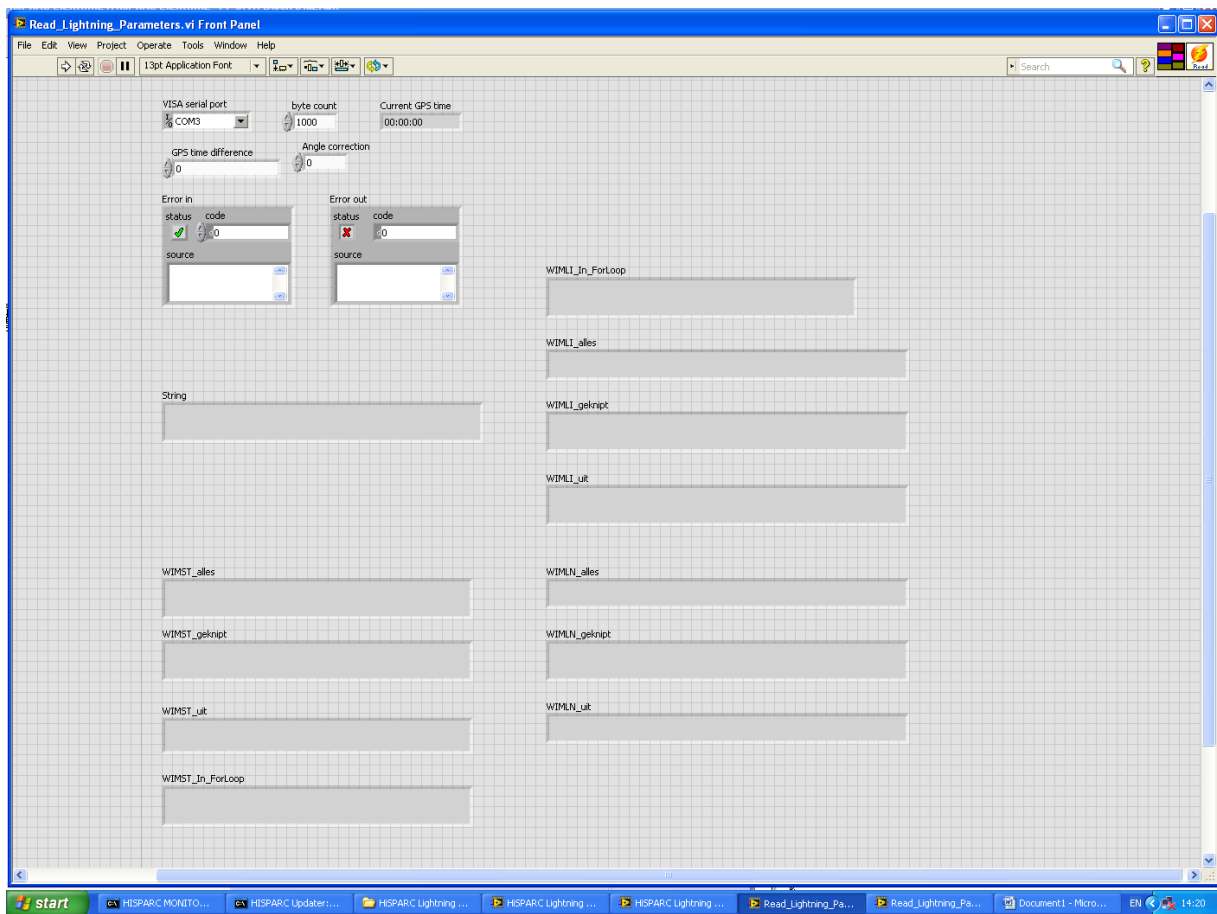 Read_Lightning_Parameters.vi Front Panel
File Edit View Project Operate Tools Window Help
13pt Application Font
Search
Read
VISA serial port
byte count
Current GPS time
COM3
1000
00:00:00
GPS time difference
Angle correction
0
0
Error in
Error out
status code
status code
0
0
source
source
WIMLI_In_ForLoop
WIMLI_alles
String
WIMLI_geknipt
WIMLI_uit
WIMST_alles
WIMLN_alles
WIMST_geknipt
WIMLN_geknipt
WIMST_uit
WIMLN_uit
WIMST_In_ForLoop
start
HISPARC MONITO...
HISPARC Updater:...
HiSPARC Lightning ...
HiSPARC Lightning ...
HiSPARC Lightning ...
Read_Lightning_Pa...
Read_Lightning_Pa...
Document1 - Micro...
EN
14:20